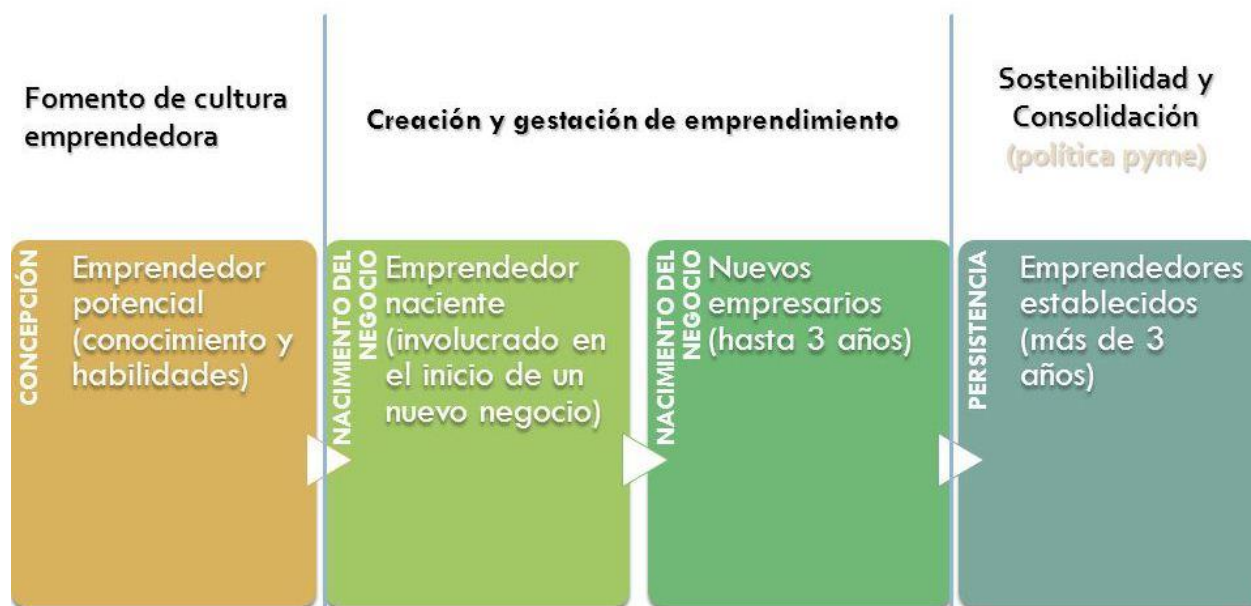 Fomento de cultura
emprendedora
Creación y gestación de emprendimiento
Sostenibilidad y
Consolidación
(política pyme)
CONCEPCIÓN
Emprendedor
potencial
(conocimiento y
habilidades)
NACIMIENTO DEL
NEGOCIO
Emprendedor
naciente
(involucrado en
el inicio de un
nuevo negocio)
NACIMIENTO DEL
NEGOCIO
Nuevos
empresarios
(hasta 3 años)
PERSISTENCIA
Emprendedores
establecidos
(más de 3
años)